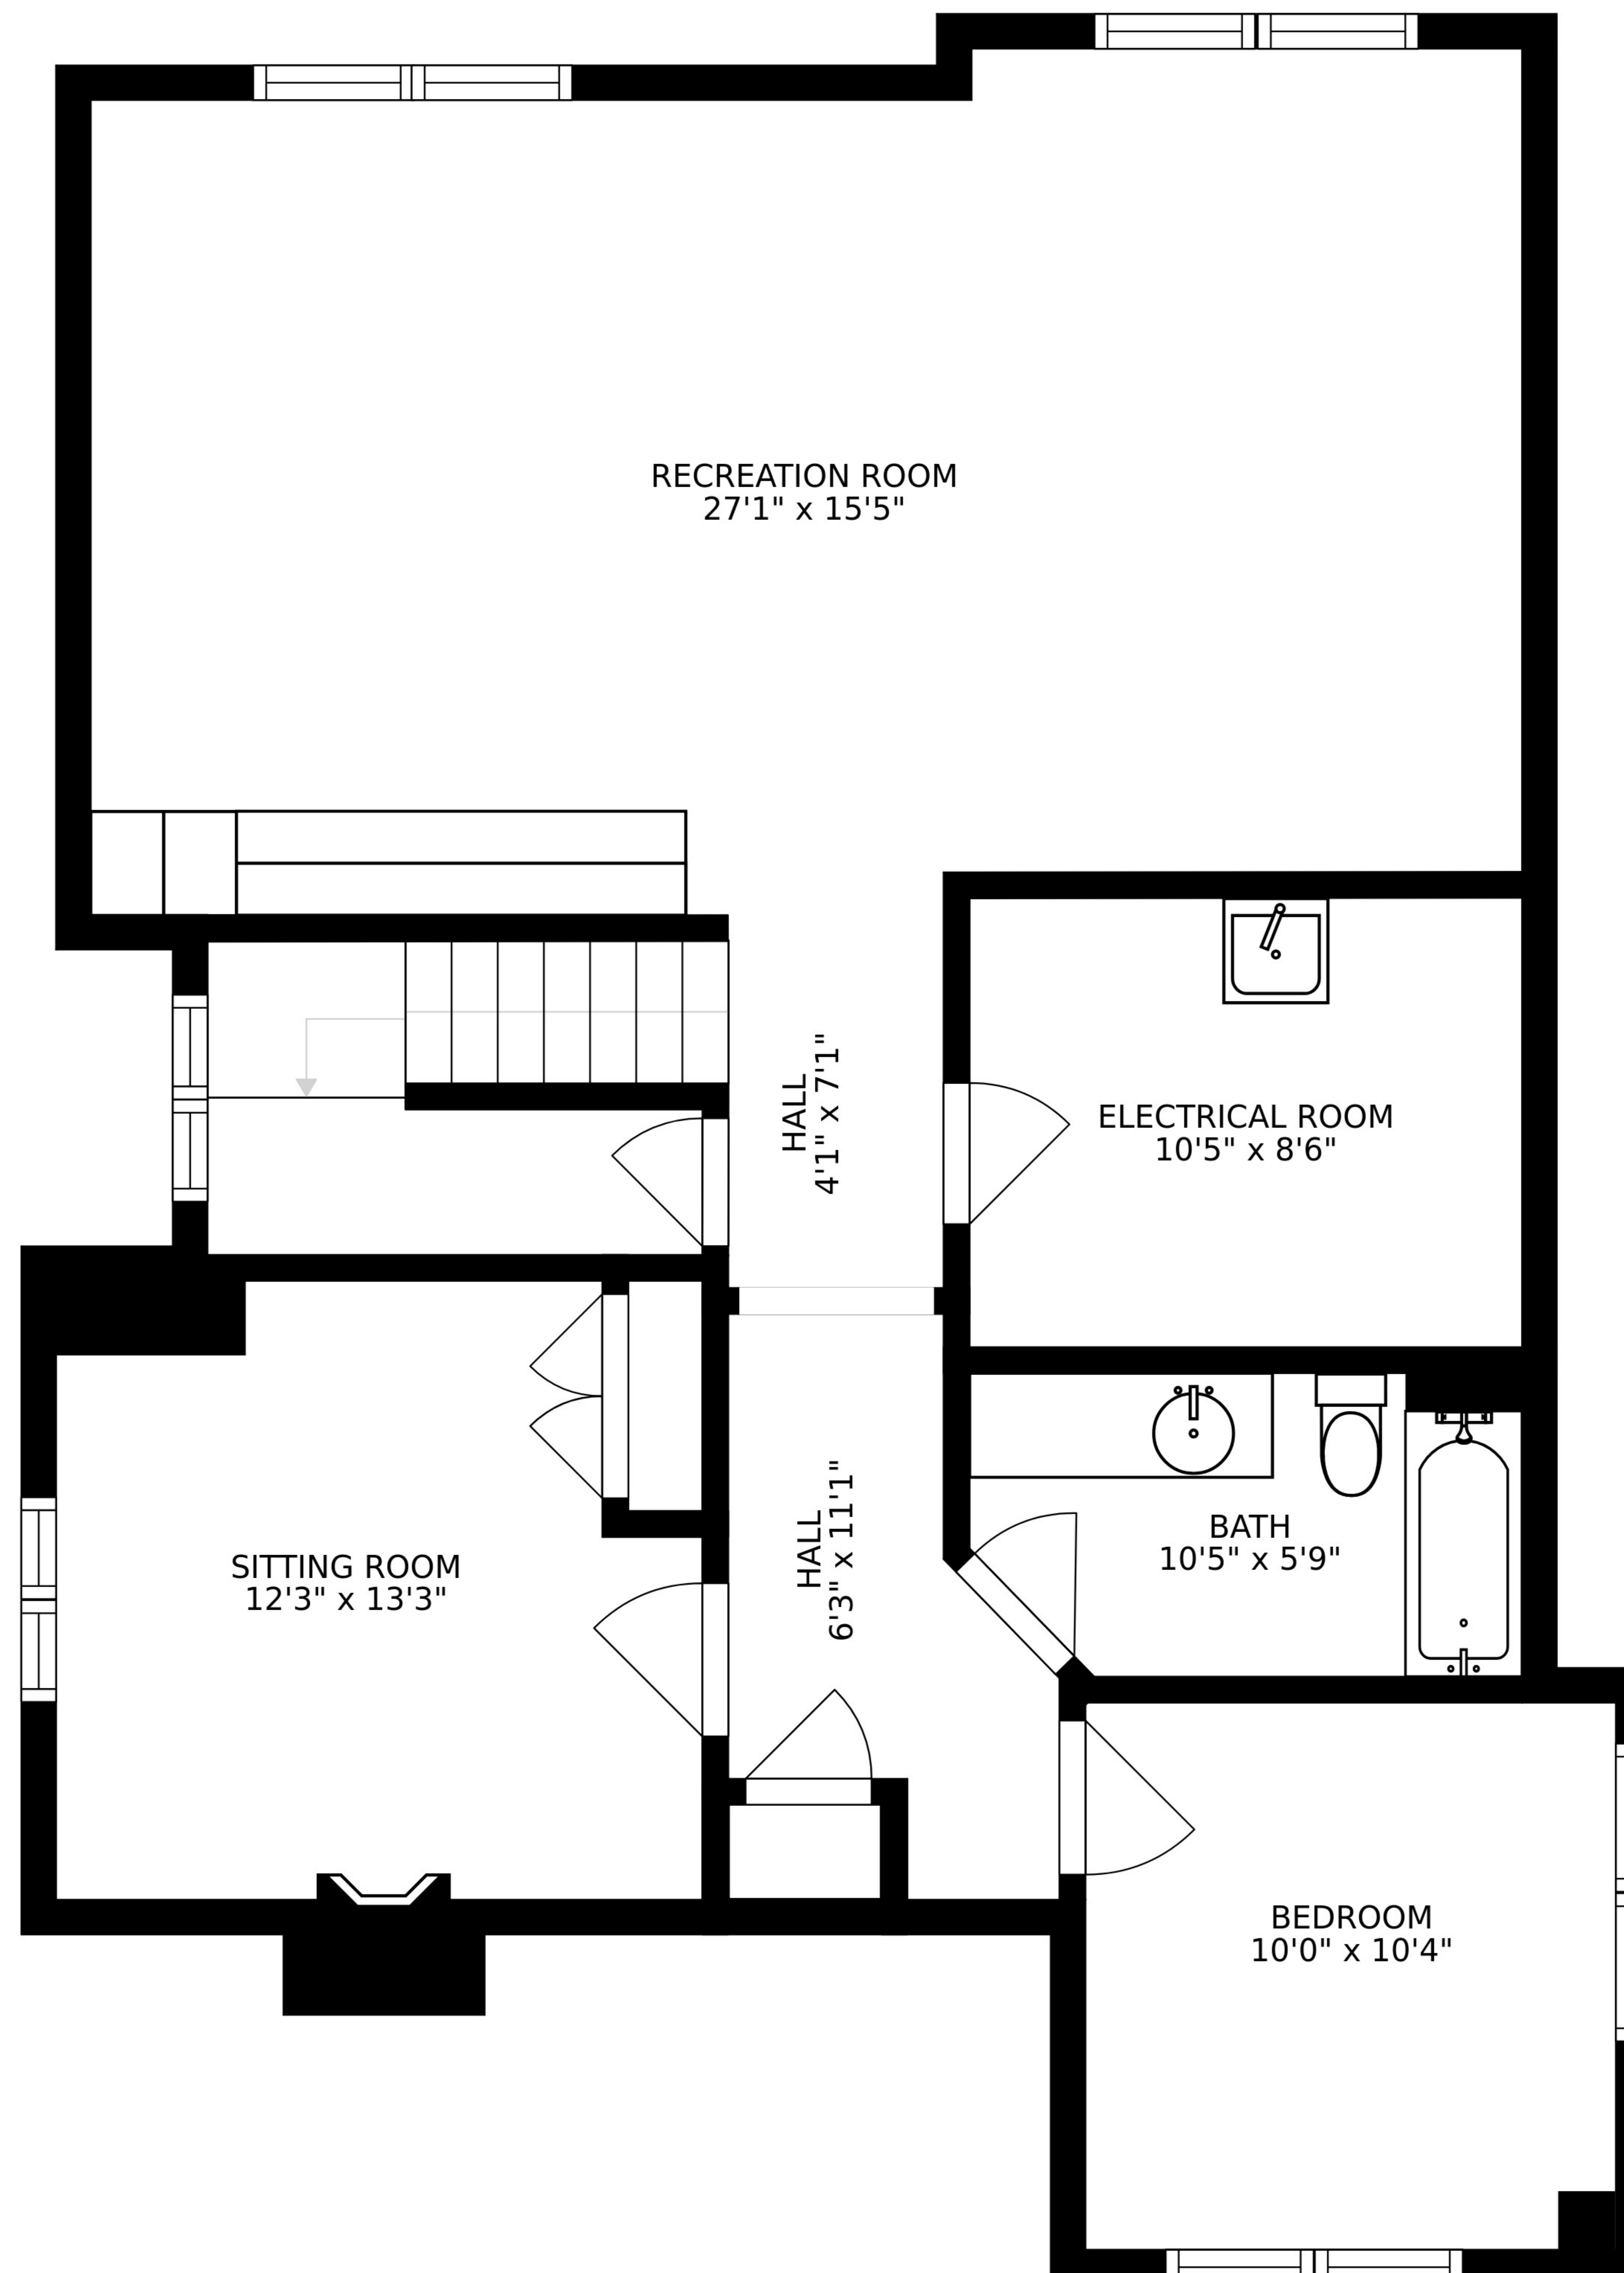 RECREATION ROOM
27'1" x 15'5"
HALL
4'1" x 7'1"
ELECTRICAL ROOM
10'5" x 8'6"
HALL
6'3" x 11'1"
BATH
10'5" x 5'9"
SITTING ROOM
12'3" x 13'3"
BEDROOM
10'0" x 10'4"